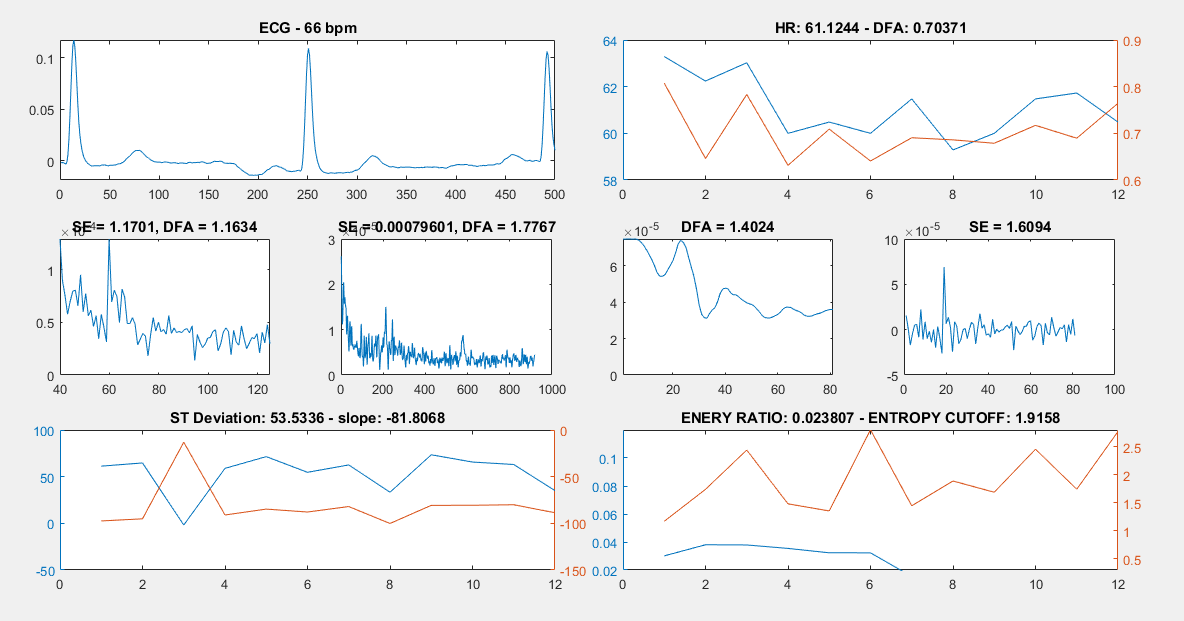 ECG - 66 bpm
0.1
0.05
0
0 50 100 150 200 250 300 350 400 450 500
HR: 61.1244 - DFA: 0.70371
64
62
60
58
0.9
0.8
0.7
0.6
0 2 4 6 8 10 12
SE = 1.1701, DFA = 1.1634
1
0.5
0
40 60 80 100 120
SE = 0.00079601, DFA = 1.7767
3
2
1
0
0 200 400 600 800 1000
DFA = 1.4024
×10-5
6
4
2
0
20 40 60 80
SE = 1.6094
×10-5
10
5
0
-5
0 20 40 60 80 100
ST Deviation: 53.5336 - slope: -81.8068
100
50
0
-50
0
-50
-100
-150
0 2 4 6 8 10 12
ENERY RATIO: 0.023807 - ENTROPY CUTOFF: 1.9158
0.1
0.08
0.06
0.04
0.02
2.5
2
1.5
1
0.5
0 2 4 6 8 10 12